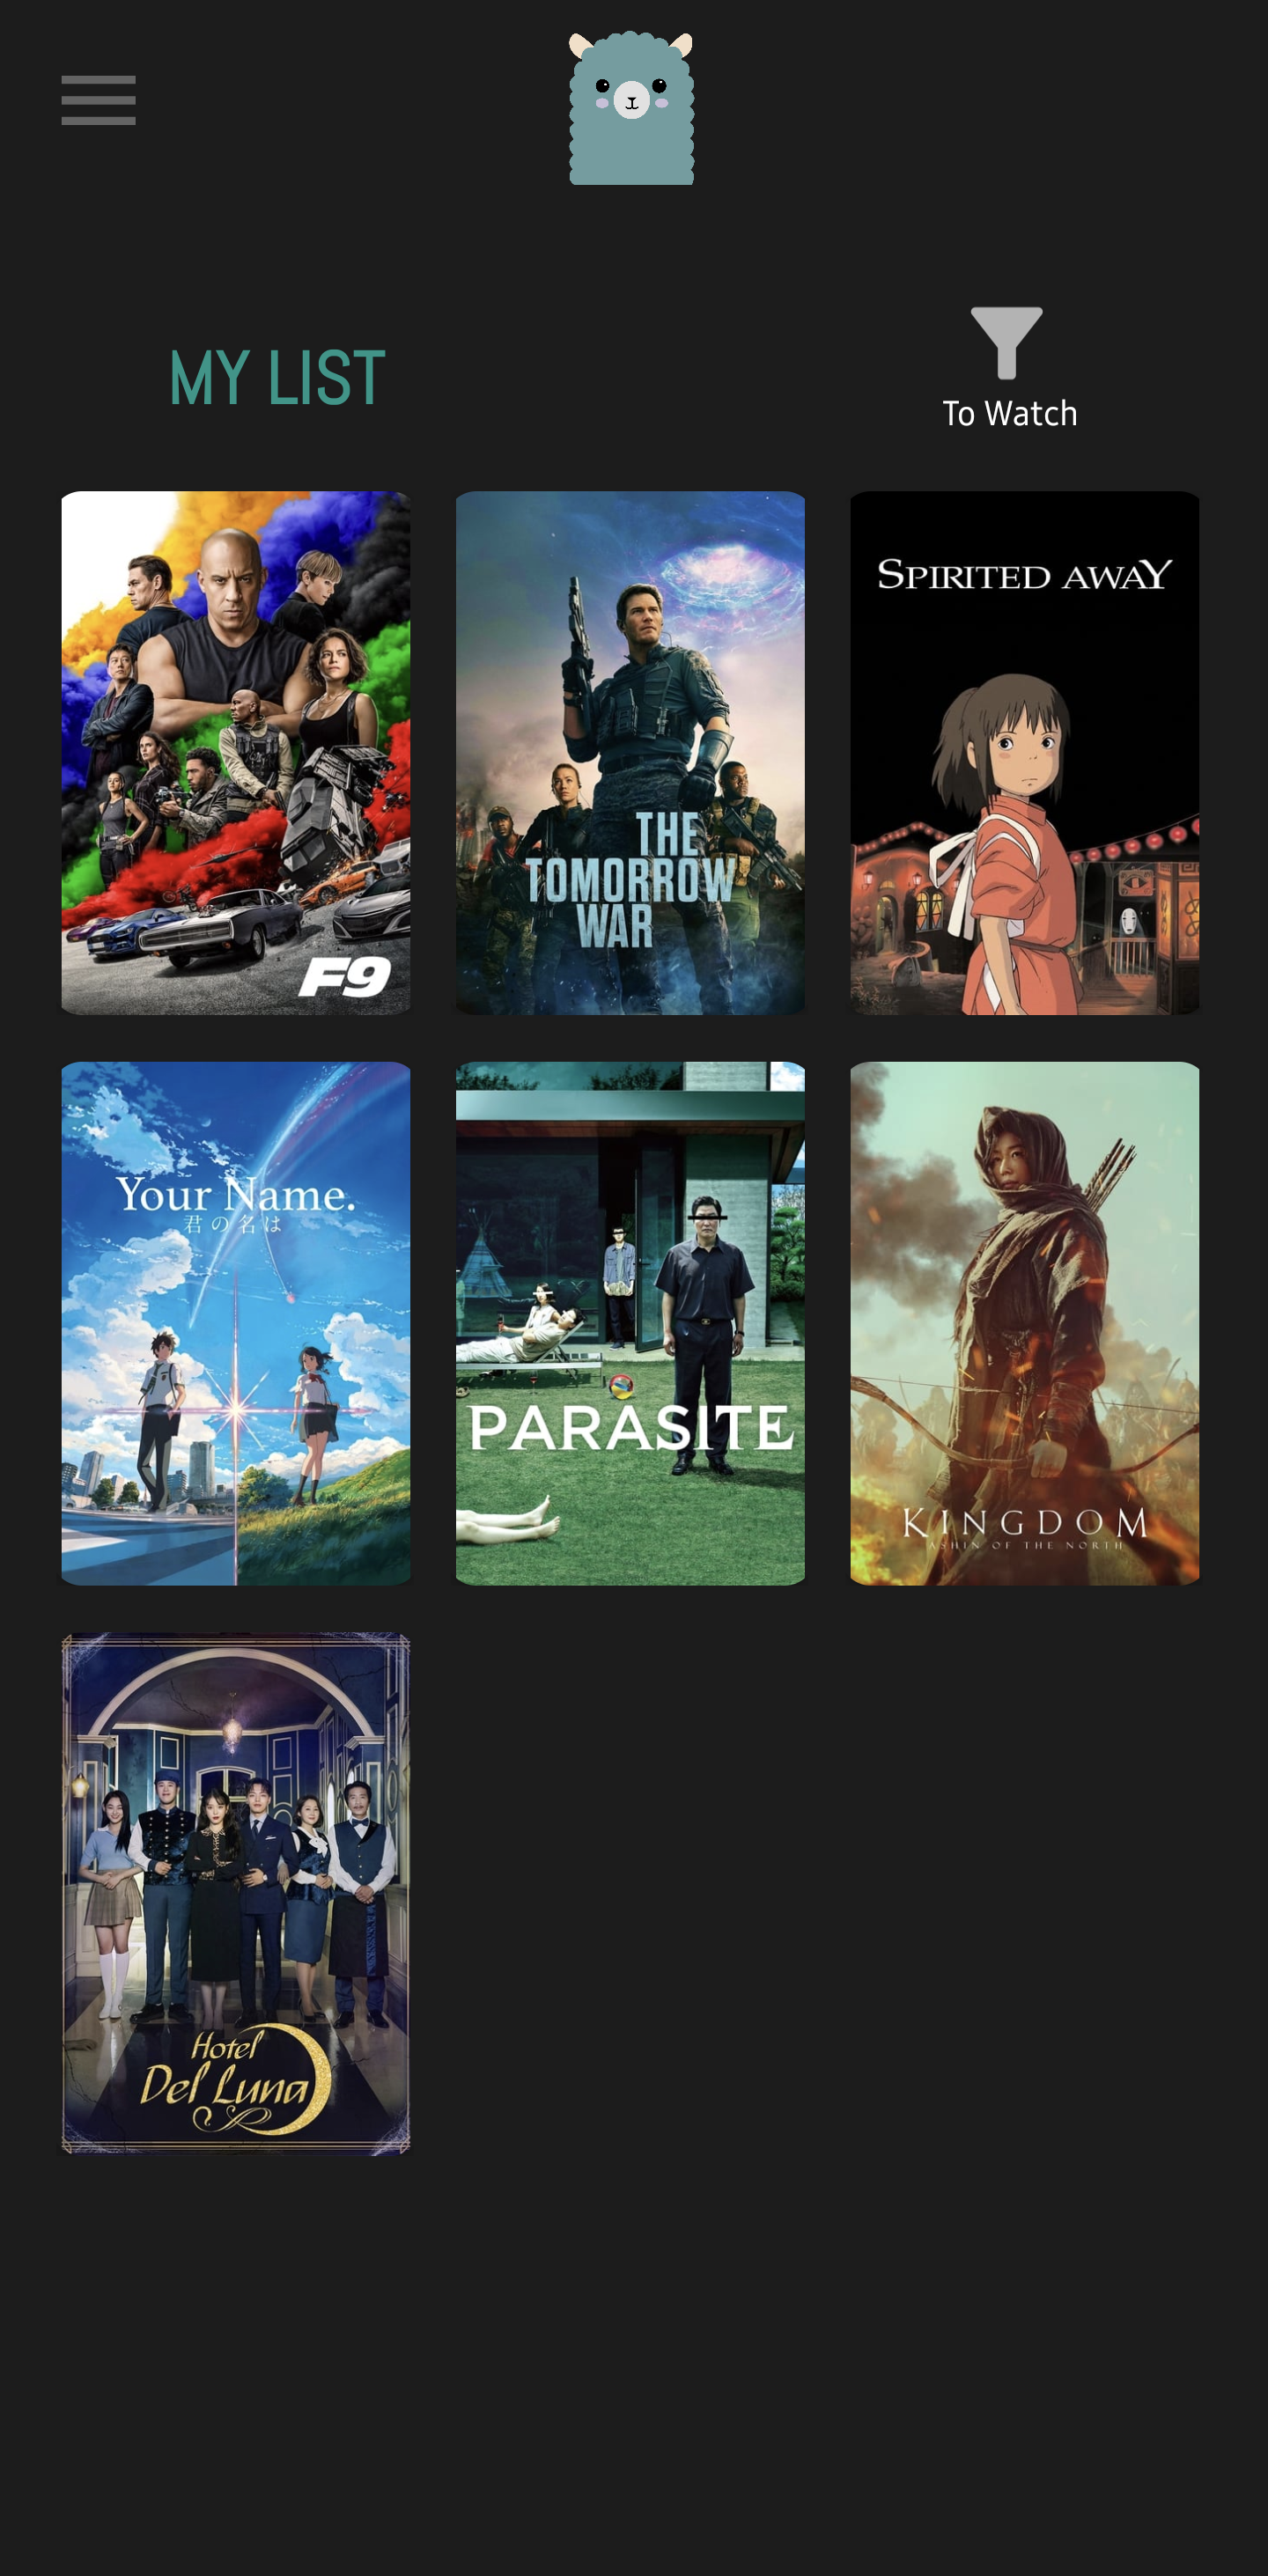 MY LIST
To Watch
F9
THE
TOMORROW
WAR
SPIRITED AWAY
Your Name.
君の名は
PARASITE
KINGDOM
ASHIN OF THE NORTH
Hotel
Del Luna